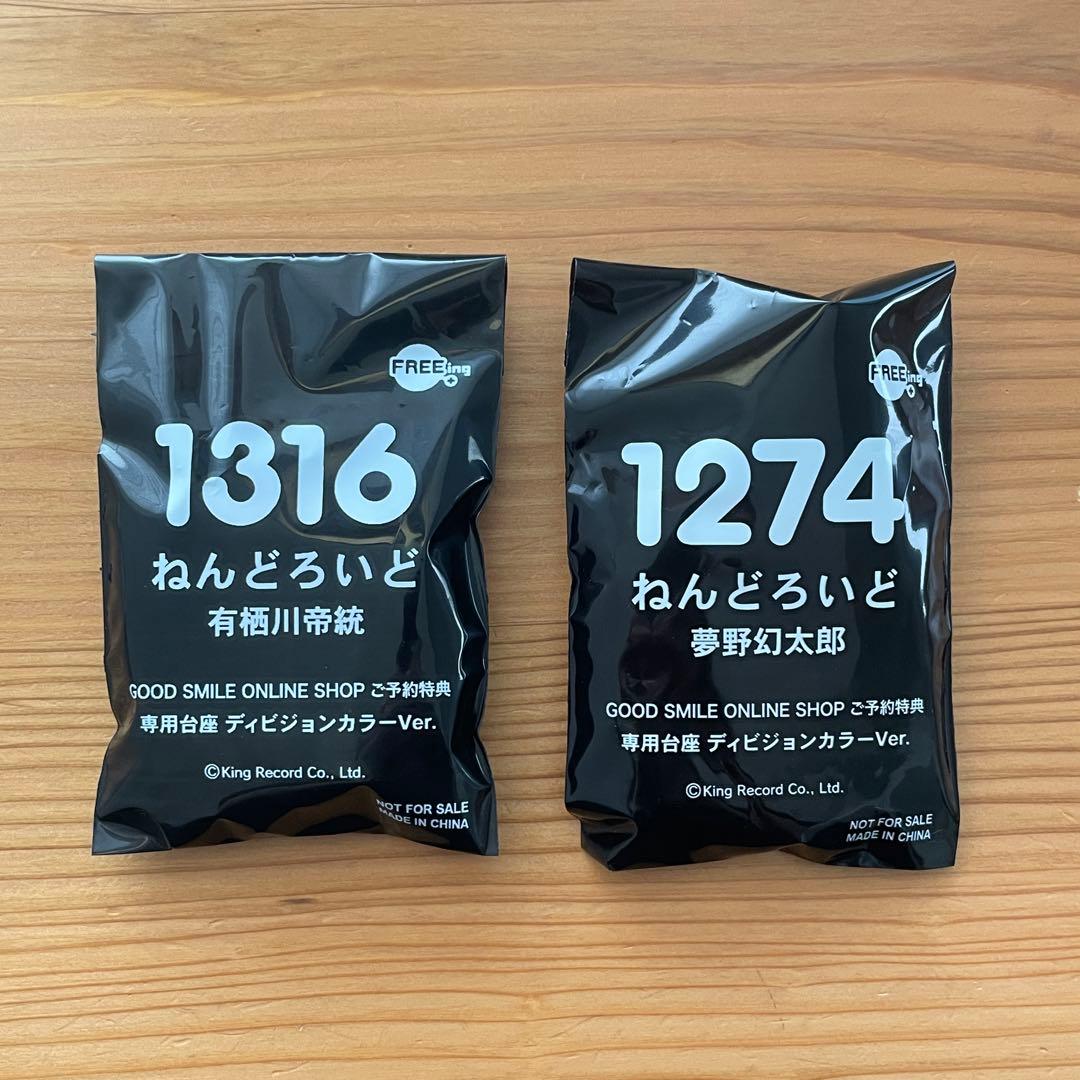 FREEing
1316
ねんどろいど
有栖川帝統
GOOD SMILE ONLINE SHOP ご予約特典
専用台座 ディビジョンカラーVer.
©King Record Co., Ltd.
NOT FOR SALE
MADE IN CHINA
FREEing
1274
ねんどろいど
夢野幻太郎
GOOD SMILE ONLINE SHOP ご予約特典
専用台座 ディビジョンカラーVer.
©King Record Co., Ltd.
NOT FOR SALE
MADE IN CHINA